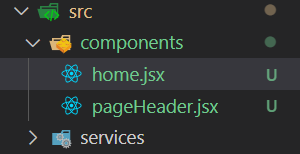 src
components
home.jsx U
pageHeader.jsx U
services